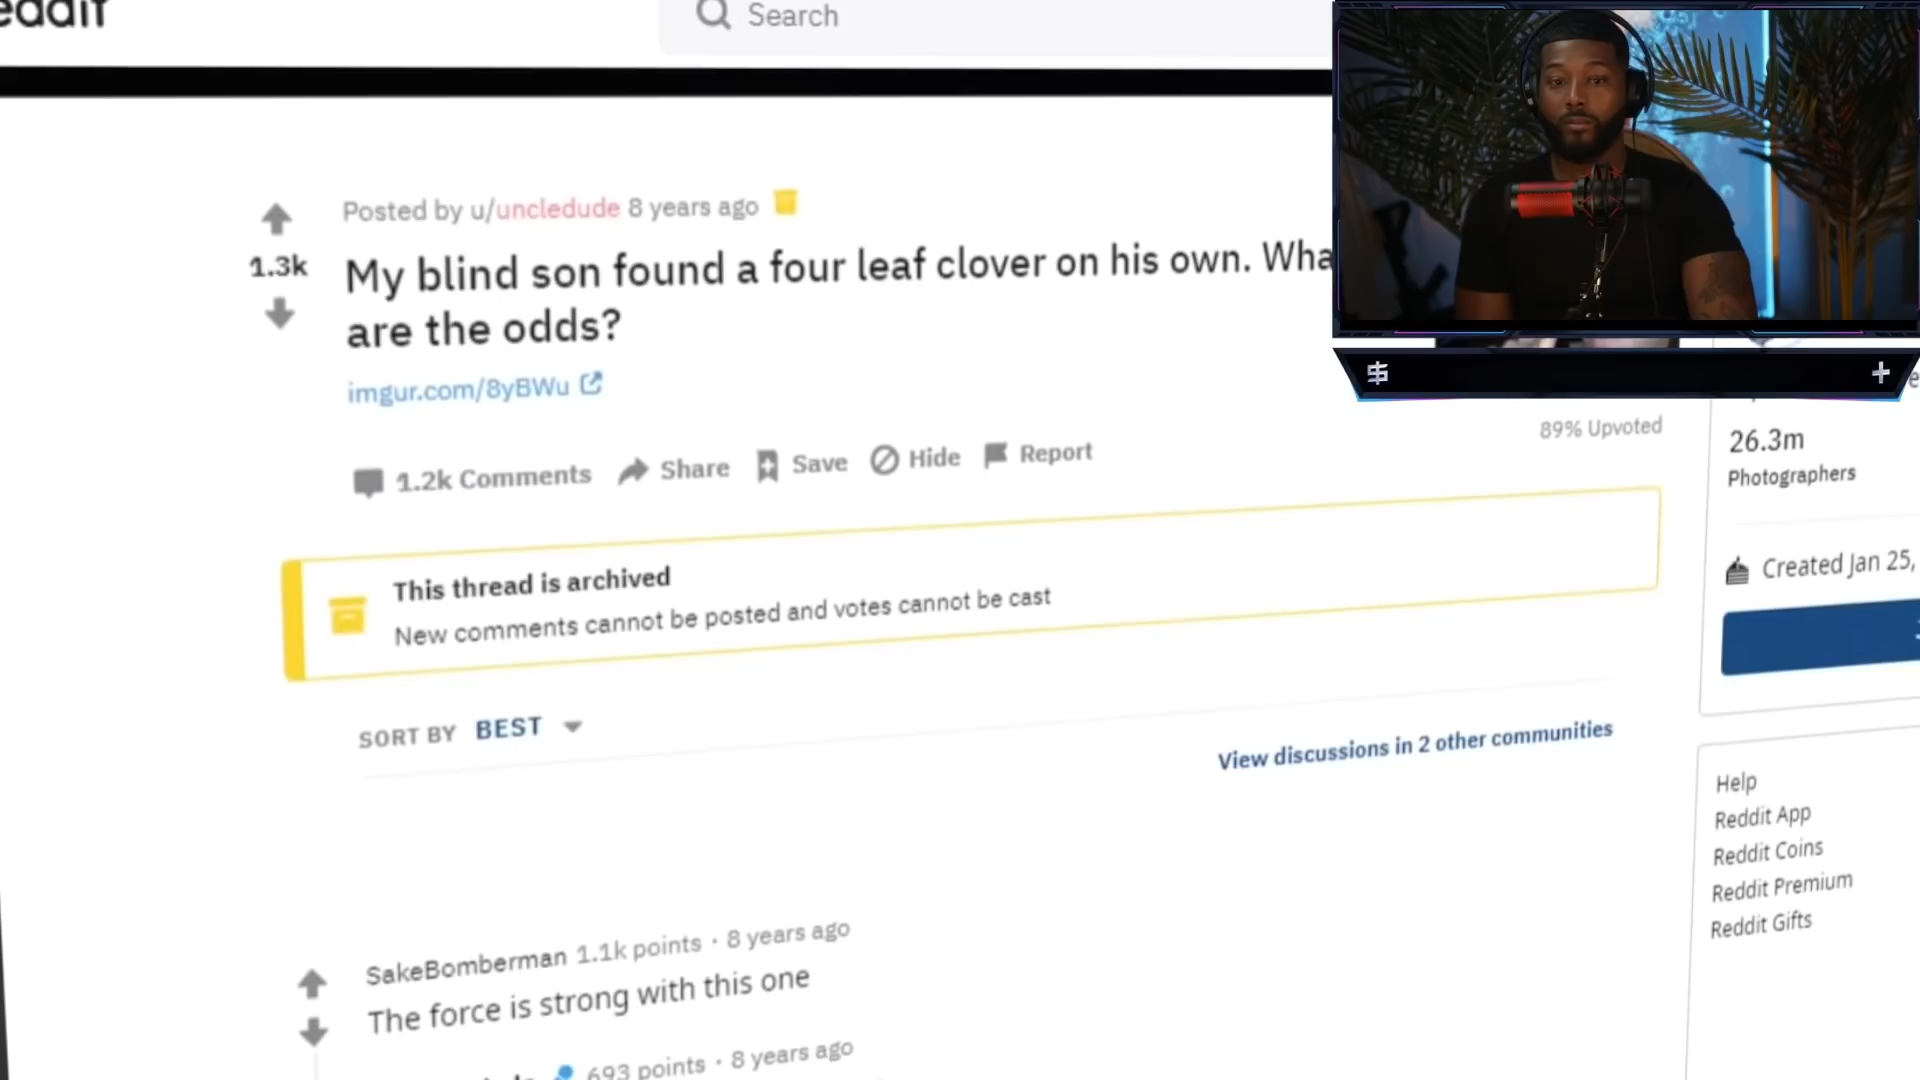 Search
Posted by u/uncledude 8 years ago
1.3k
My blind son found a four leaf clover on his own.
are the odds?
imgur.com/8yBWu
1.2k Comments Share Save Hide Report
89% Upvoted
26.3m
Photographers
This thread is archived
New comments cannot be posted and votes cannot be cast
Created Jan 25,
SORT BY BEST
View discussions in 2 other communities
Help
Reddit App
Reddit Coins
Reddit Premium
Reddit Gifts
SakeBomberman 1.1k points · 8 years ago
The force is strong with this one
693 points · 8 years ago